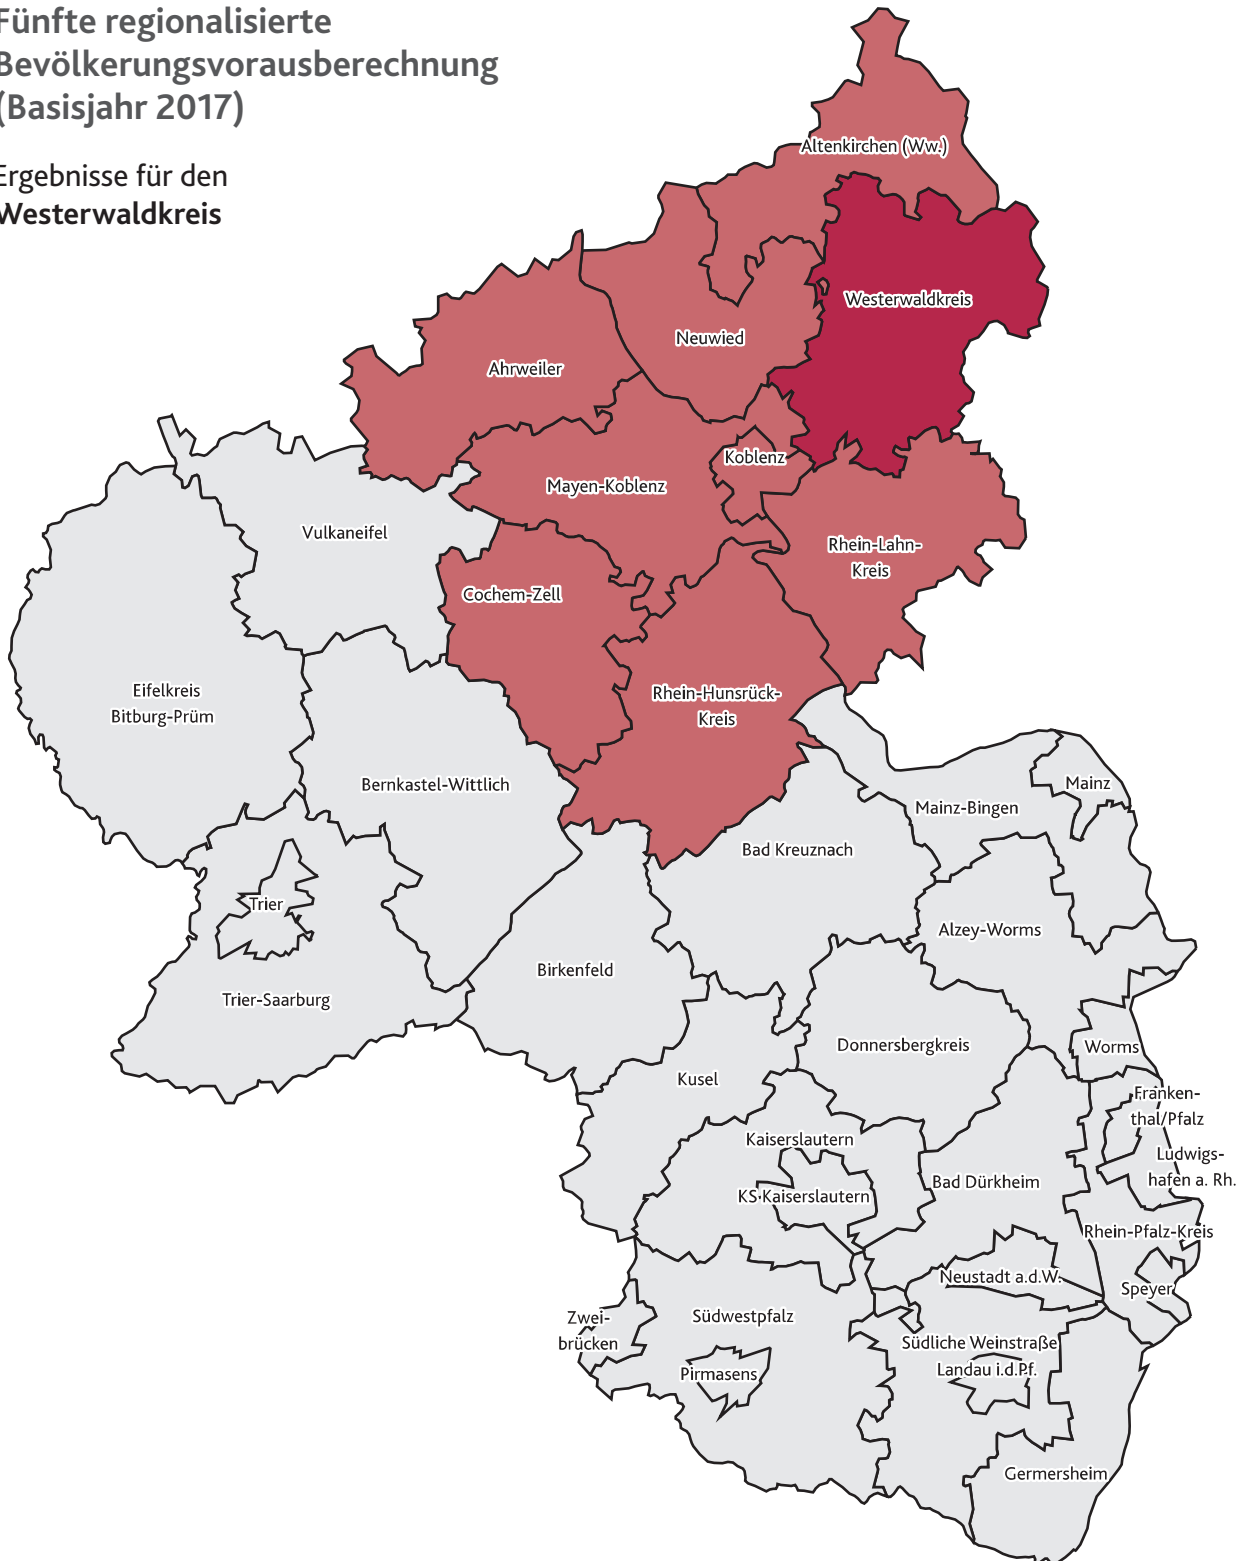 Fünfte regionalisierte
Bevölkerungsvorausberechnung
(Basisjahr 2017)
Ergebnisse für den
Westerwaldkreis
Altenkirchen (Ww.)
Westerwaldkreis
Neuwied
Ahrweiler
Koblenz
Mayen-Koblenz
Vulkaneifel
Rhein-Lahn-
Kreis
Cochem-Zell
Eifelkreis
Bitburg-Prüm
Rhein-Hunsrück-
Kreis
Bernkastel-Wittlich
Mainz
Mainz-Bingen
Bad Kreuznach
Trier
Alzey-Worms
Birkenfeld
Trier-Saarburg
Donnersbergkreis
Worms
Kusel
Franken-
thal/Pfalz
Kaiserslautern
Ludwigs-
hafen a. Rh.
Bad Dürkheim
KS Kaiserslautern
Rhein-Pfalz-Kreis
Neustadt a.d.W.
Speyer
Zwei-
brücken
Südwestpfalz
Südliche Weinstraße
Landau i.d.Pf.
Pirmasens
Germersheim